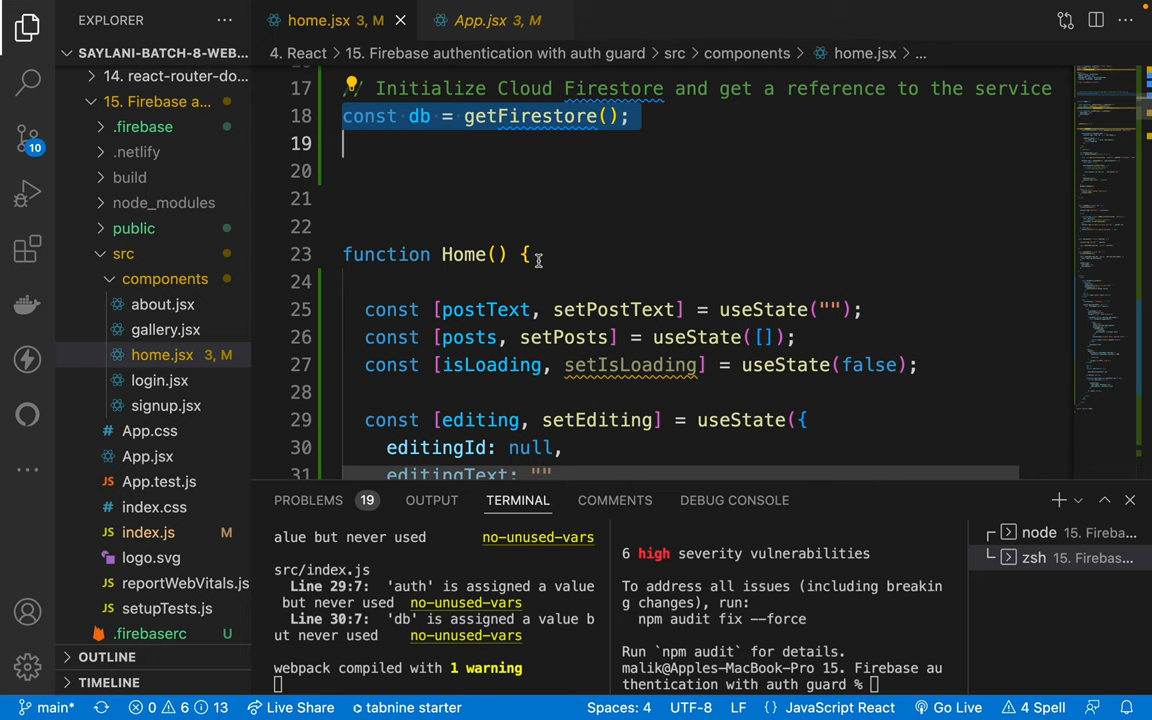 EXPLORER
home.jsx 3, M
App.jsx 3, M
SAYLANI-BATCH-8-WEB...
4. React > 15. Firebase authentication with auth guard > src > components > home.jsx > ...
14. react-router-do...
15. Firebase a...
.firebase
.netlify
build
node_modules
public
src
components
about.jsx
gallery.jsx
home.jsx 3, M
login.jsx
signup.jsx
App.css
App.jsx
App.test.js
index.css
index.js M
logo.svg
reportWebVitals.js
setupTests.js
.firebaserc U
OUTLINE
TIMELINE
10
17 // Initialize Cloud Firestore and get a reference to the service
18 const db = getFirestore();
19
20
21
22
23 function Home() {
24
25 const [postText, setPostText] = useState("");
26 const [posts, setPosts] = useState([]);
27 const [isLoading, setIsLoading] = useState(false);
28
29 const [editing, setEditing] = useState({
30 editingId: null,
31 editingText: ""
PROBLEMS 19 OUTPUT TERMINAL COMMENTS DEBUG CONSOLE
alue but never used no-unused-vars
src/index.js
Line 29:7: 'auth' is assigned a value
but never used no-unused-vars
Line 30:7: 'db' is assigned a value b
ut never used no-unused-vars
webpack compiled with 1 warning
6 high severity vulnerabilities
To address all issues (including breakin
g changes), run:
npm audit fix --force
Run `npm audit` for details.
malik@Apples-MacBook-Pro 15. Firebase au
thentication with auth guard %
node 15. Fireba...
zsh 15. Firebas...
main* 0 6 13 Live Share tabnine starter Spaces: 4 UTF-8 LF {} JavaScript React Go Live 4 Spell